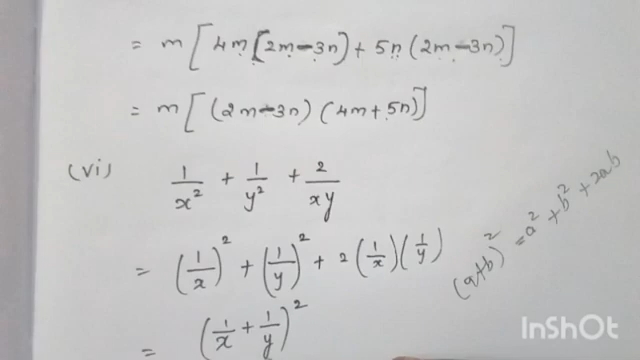 = m [ 4m (2m-3n) + 5n (2m-3n) ]
= m [ (2m-3n) (4m+5n) ]
(vi) 1/x² + 1/y² + 2/xy
= (1/x)² + (1/y)² + 2 (1/x) (1/y)
(a+b)² = a² + b² + 2ab
= (1/x + 1/y)²
InShOt